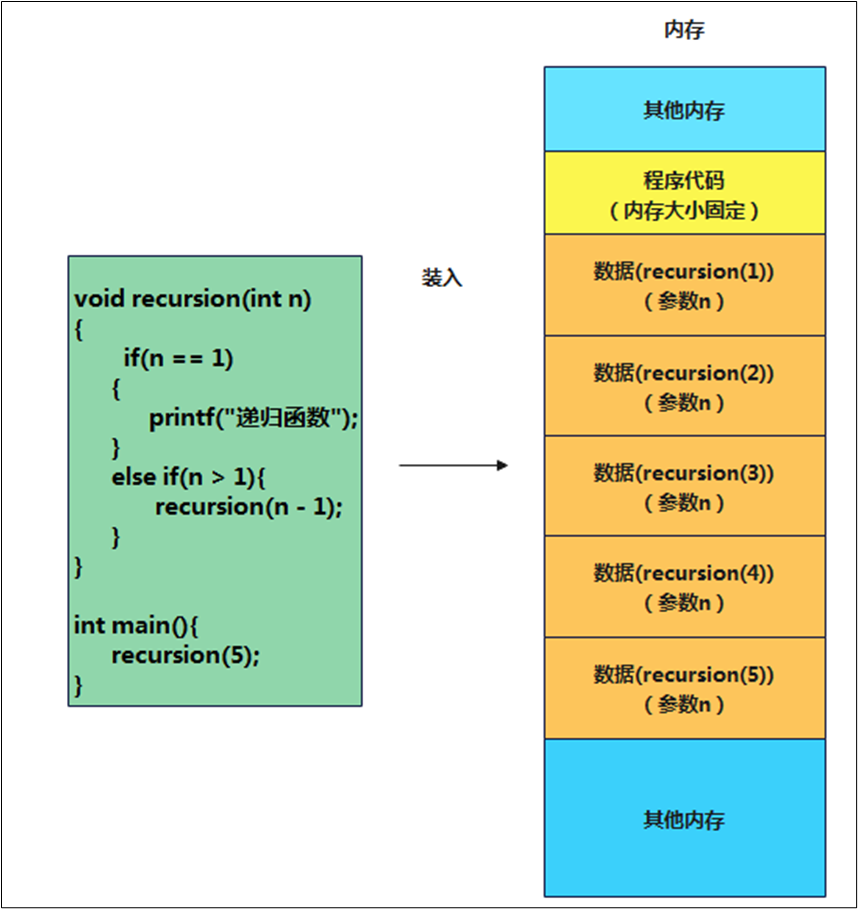 void recursion(int n)
{
if(n == 1)
{
printf("递归函数");
}
else if(n > 1){
recursion(n - 1);
}
}
int main(){
recursion(5);
}
装入
内存
其他内存
程序代码
（内存大小固定）
数据(recursion(1))
（参数n）
数据(recursion(2))
（参数n）
数据(recursion(3))
（参数n）
数据(recursion(4))
（参数n）
数据(recursion(5))
（参数n）
其他内存